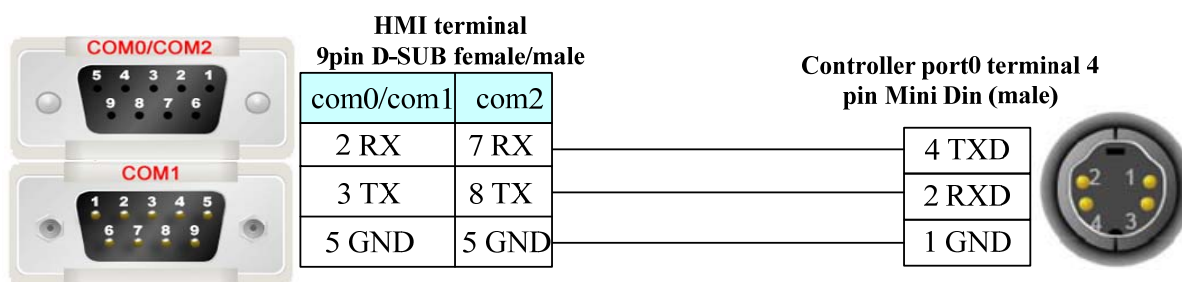 COM0/COM2
5 4 3 2 1
9 8 7 6
COM1
1 2 3 4 5
6 7 8 9
HMI terminal
9pin D-SUB female/male
com0/com1 com2
2 RX 7 RX
3 TX 8 TX
5 GND 5 GND
Controller port0 terminal 4
pin Mini Din (male)
4 TXD
2 RXD
1 GND
2 1
4 3